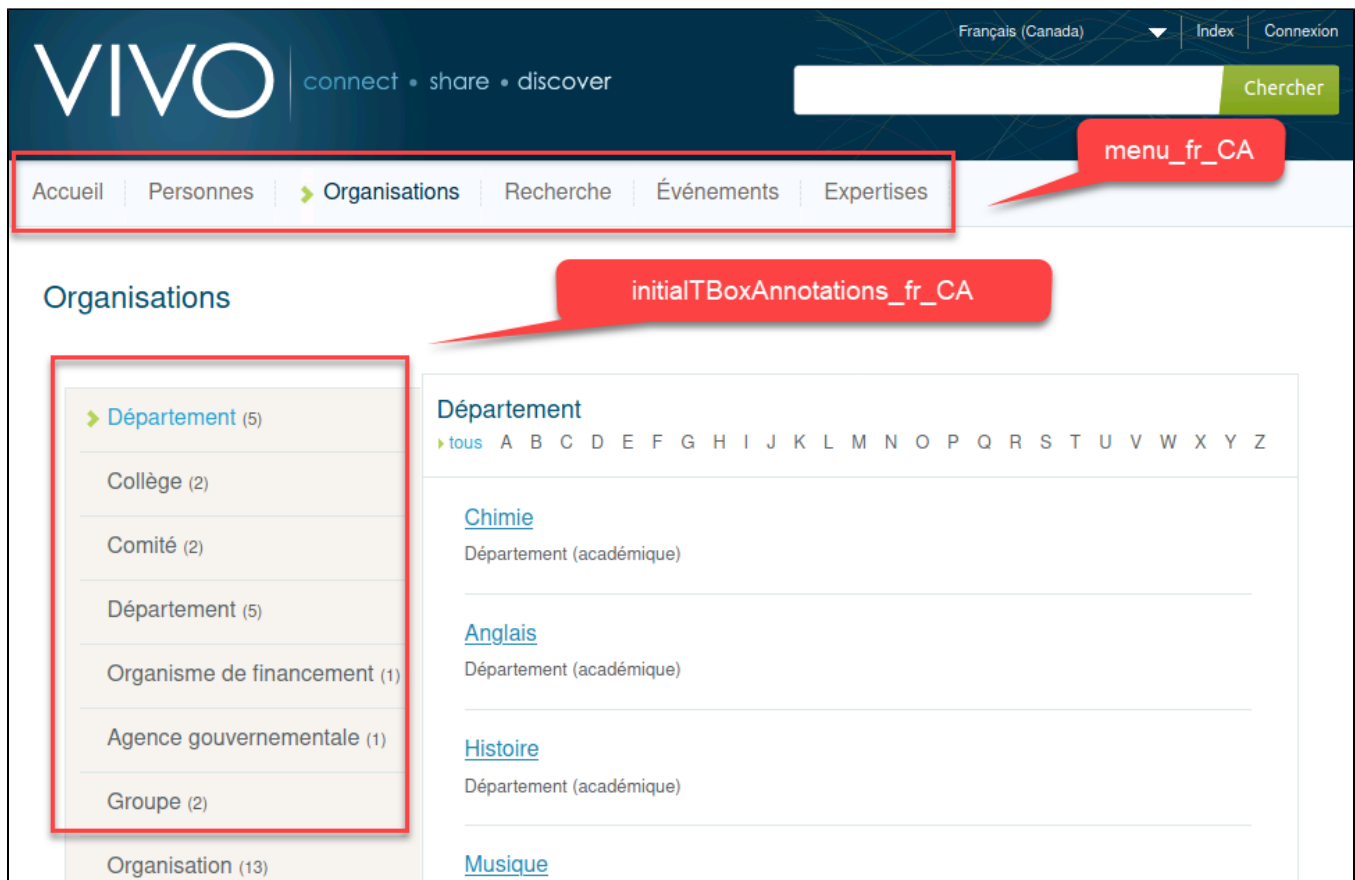 Français (Canada) Index Connexion
VIVO connect • share • discover
Chercher
menu_fr_CA
Accueil Personnes Organisations Recherche Événements Expertises
initialTBoxAnnotations_fr_CA
Organisations
Département (5)
Collège (2)
Comité (2)
Département (5)
Organisme de financement (1)
Agence gouvernementale (1)
Groupe (2)
Organisation (13)
Département
tous A B C D E F G H I J K L M N O P Q R S T U V W X Y Z
Chimie
Département (académique)
Anglais
Département (académique)
Histoire
Département (académique)
Musique